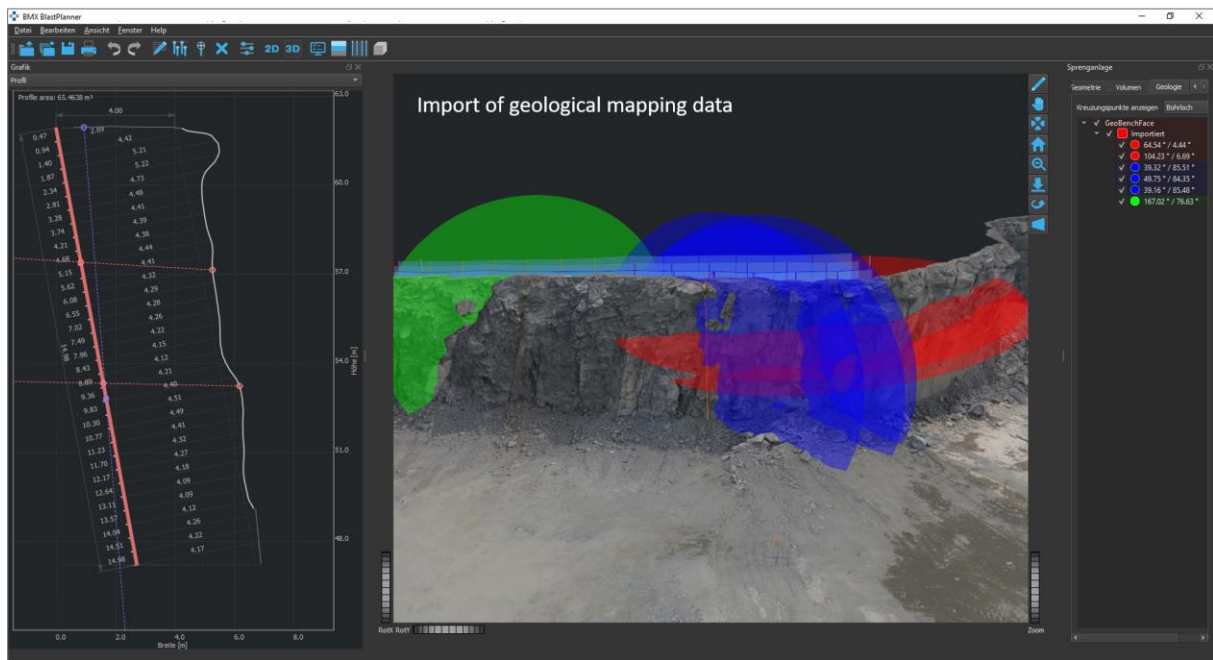 BMX BlastPlanner
Datei Bearbeiten Ansicht Fenster Help
2D 3D
Grafik
Profil
Profile area: 65.4638 m²
4.00
2.69
0.47 4.42
0.94 5.21
1.40 5.22
1.87 4.73
2.34 4.48
2.81 4.41
3.28 4.39
3.74 4.38
4.21 4.44
4.68 4.41
5.15 4.32
5.62 4.29
6.08 4.28
6.55 4.26
7.02 4.22
7.49 4.15
7.96 4.12
8.43 4.21
8.89 4.40
9.36 4.51
9.83 4.49
10.30 4.41
10.77 4.32
11.23 4.27
11.70 4.18
12.17 4.09
12.64 4.09
13.11 4.12
13.57 4.26
14.04 4.22
14.51 4.17
14.98
63.0
60.0
57.0
54.0
51.0
48.0
Höhe [m]
0.0 2.0 4.0 6.0 8.0
Breite [m]
Import of geological mapping data
RotX RotY
Zoom
Sprenganlage
Geometrie Volumen Geologie
Kreuzungspunkte anzeigen Bohrloch
GeoBenchFace
Importiert
64.54 ° / 4.44 °
104.23 ° / 6.69 °
39.32 ° / 85.51 °
49.75 ° / 84.35 °
39.16 ° / 85.48 °
167.02 ° / 76.63 °